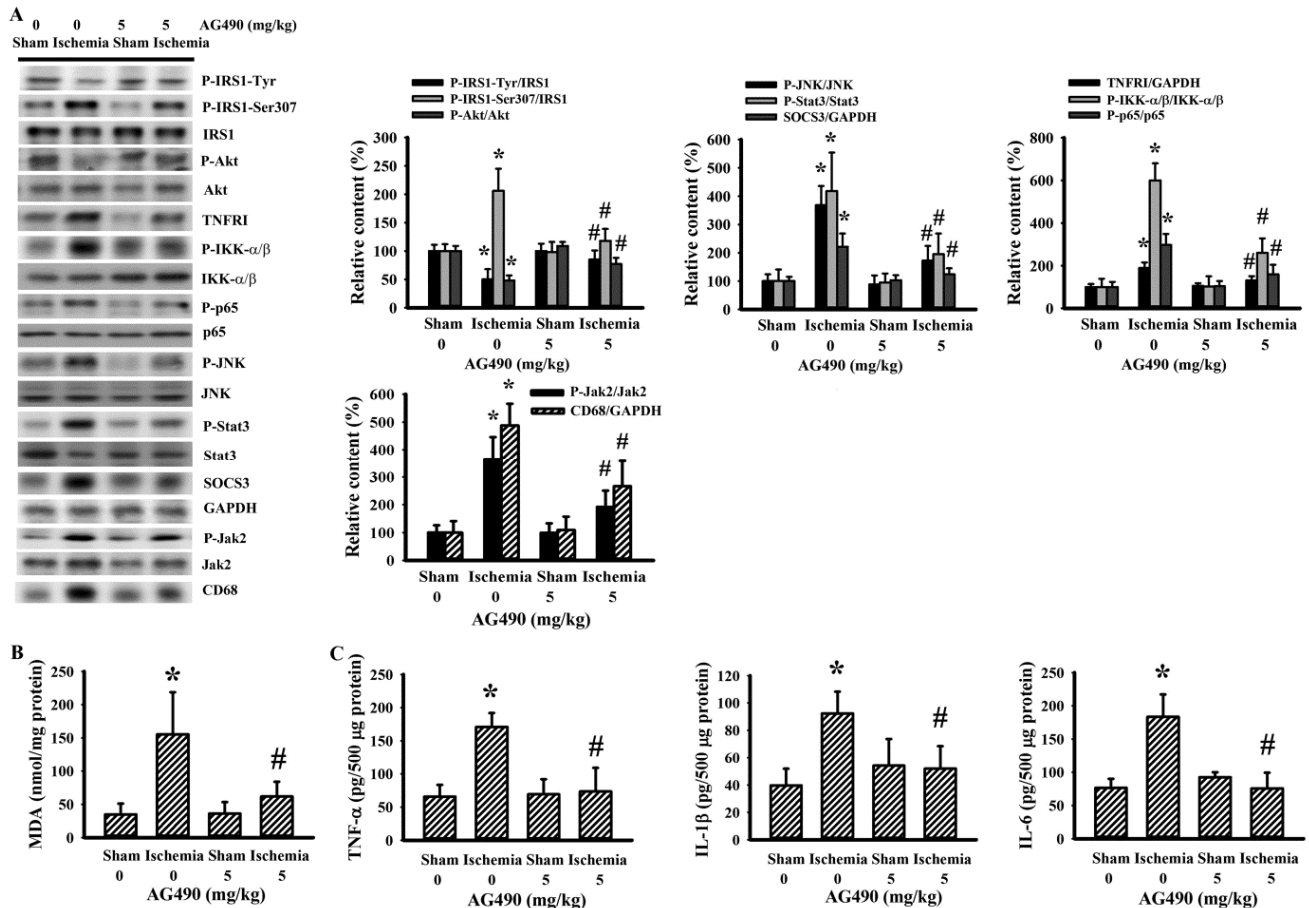 A
0 0 5 5 AG490 (mg/kg)
Sham Ischemia Sham Ischemia
P-IRS1-Tyr
P-IRS1-Ser307
IRS1
P-Akt
Akt
TNFRI
P-IKK-α/β
IKK-α/β
P-p65
p65
P-JNK
JNK
P-Stat3
Stat3
SOCS3
GAPDH
P-Jak2
Jak2
CD68
P-IRS1-Tyr/IRS1
P-IRS1-Ser307/IRS1
P-Akt/Akt
Relative content (%)
300
250
200
150
100
50
0
*
*
*
#
#
#
Sham Ischemia Sham Ischemia
0 0 5 5
AG490 (mg/kg)
P-JNK/JNK
P-Stat3/Stat3
SOCS3/GAPDH
Relative content (%)
600
500
400
300
200
100
0
*
*
*
#
#
#
Sham Ischemia Sham Ischemia
0 0 5 5
AG490 (mg/kg)
TNFRI/GAPDH
P-IKK-α/β/IKK-α/β
P-p65/p65
Relative content (%)
800
600
400
200
0
*
*
*
#
#
#
Sham Ischemia Sham Ischemia
0 0 5 5
AG490 (mg/kg)
P-Jak2/Jak2
CD68/GAPDH
Relative content (%)
600
500
400
300
200
100
0
*
*
#
#
Sham Ischemia Sham Ischemia
0 0 5 5
AG490 (mg/kg)
B
MDA (nmol/mg protein)
250
200
150
100
50
0
*
#
Sham Ischemia Sham Ischemia
0 0 5 5
AG490 (mg/kg)
C
TNF-α (pg/500 µg protein)
250
200
150
100
50
0
*
#
Sham Ischemia Sham Ischemia
0 0 5 5
AG490 (mg/kg)
IL-1β (pg/500 µg protein)
120
100
80
60
40
20
0
*
#
Sham Ischemia Sham Ischemia
0 0 5 5
AG490 (mg/kg)
IL-6 (pg/500 µg protein)
250
200
150
100
50
0
*
#
Sham Ischemia Sham Ischemia
0 0 5 5
AG490 (mg/kg)